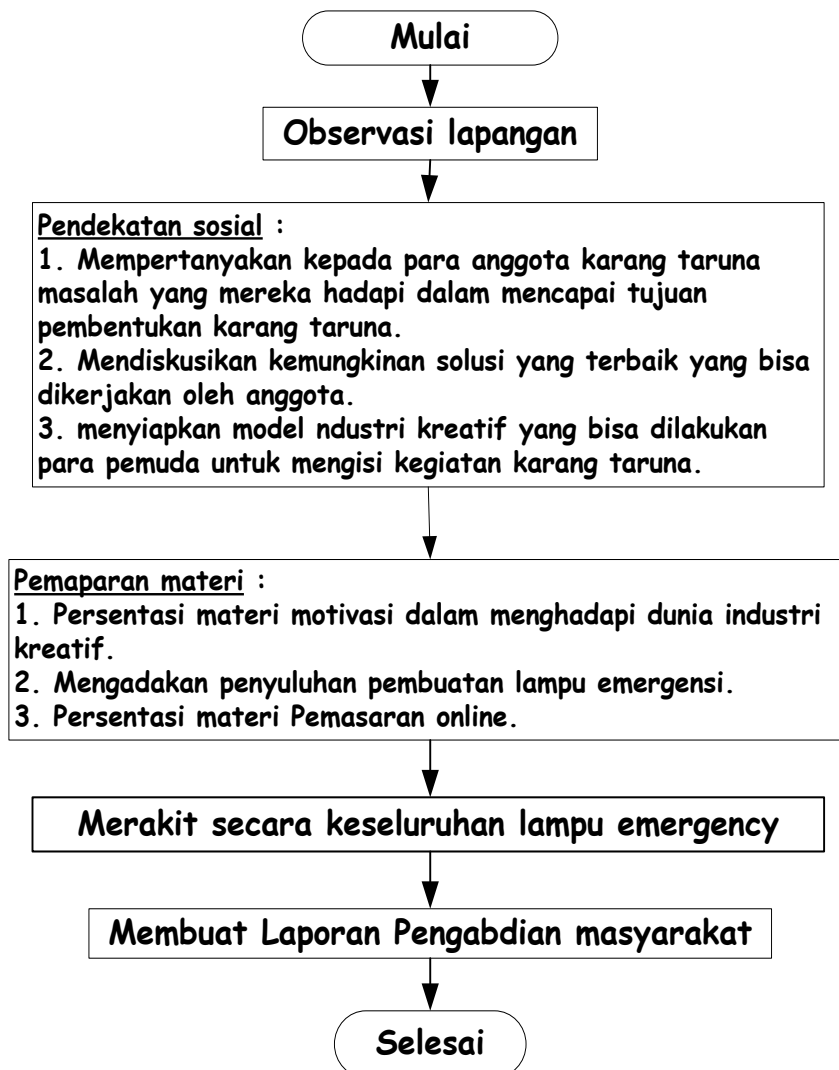 Mulai
Observasi lapangan
Pendekatan sosial :
1. Mempertanyakan kepada para anggota karang taruna
masalah yang mereka hadapi dalam mencapai tujuan
pembentukan karang taruna.
2. Mendiskusikan kemungkinan solusi yang terbaik yang bisa
dikerjakan oleh anggota.
3. menyiapkan model ndustri kreatif yang bisa dilakukan
para pemuda untuk mengisi kegiatan karang taruna.
Pemaparan materi :
1. Persentasi materi motivasi dalam menghadapi dunia industri
kreatif.
2. Mengadakan penyuluhan pembuatan lampu emergensi.
3. Persentasi materi Pemasaran online.
Merakit secara keseluruhan lampu emergency
Membuat Laporan Pengabdian masyarakat
Selesai